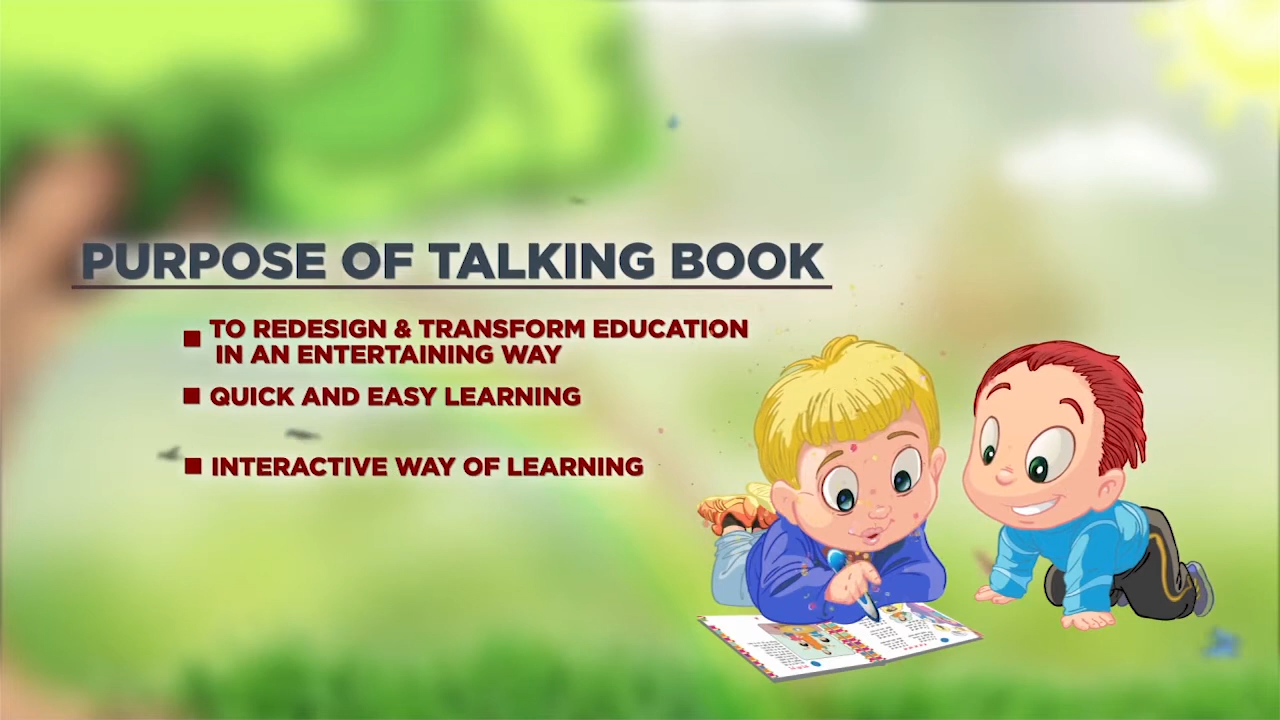 PURPOSE OF TALKING BOOK
TO REDESIGN & TRANSFORM EDUCATION
IN AN ENTERTAINING WAY
QUICK AND EASY LEARNING
INTERACTIVE WAY OF LEARNING